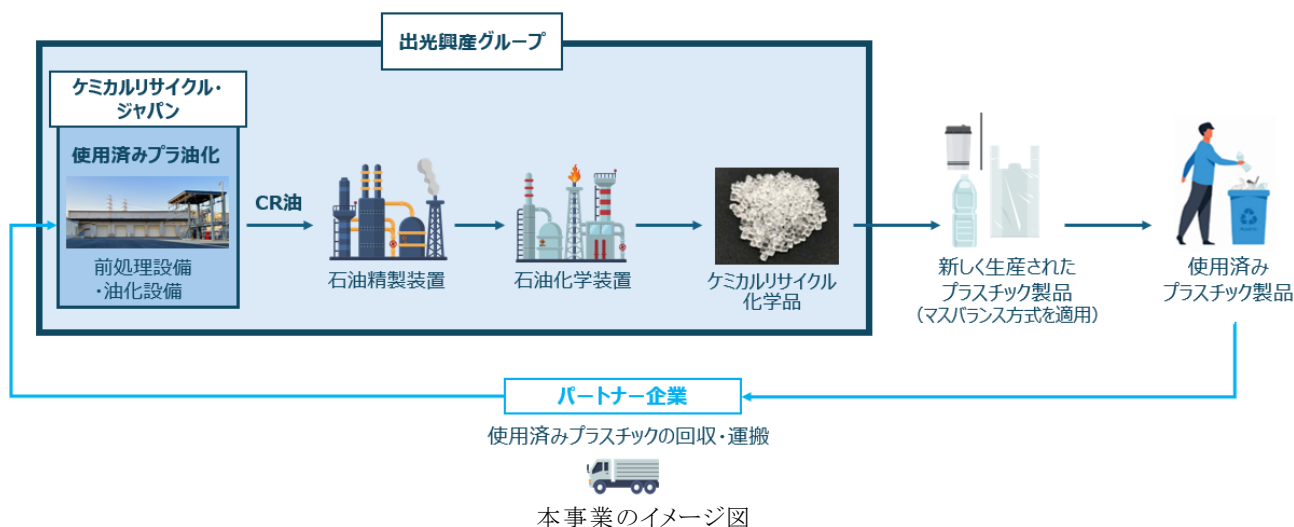 出光興産グループ
ケミカルリサイクル・
ジャパン
使用済みプラ油化
前処理設備
・油化設備
CR油
石油精製装置
石油化学装置
ケミカルリサイクル
化学品
新しく生産された
プラスチック製品
(マスバランス方式を適用)
使用済み
プラスチック製品
パートナー企業
使用済みプラスチックの回収・運搬
本事業のイメージ図